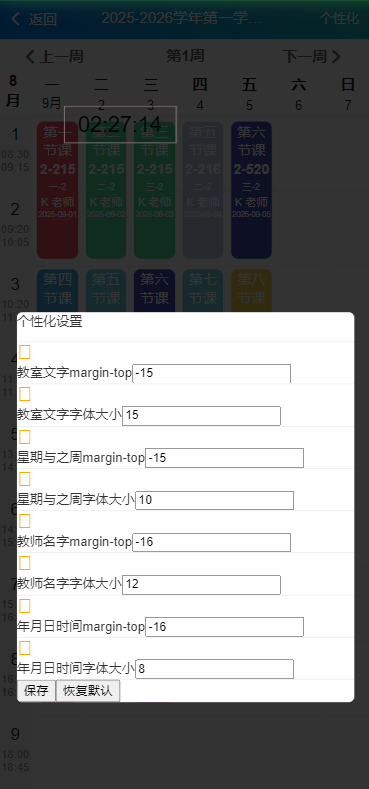 返回 2025-2026学年第一学... 个性化
上一周 第1周 下一周
8月 一 二 三 四 五 六 日
9月 2 3 4 5 6 7
02:27:14
1
08:30
09:15
2
09:20
10:05
第一节课
2-215
一-2
K 老师
2025-09-01
第二节课
2-215
二-2
K 老师
2025-09-02
第二节课
2-215
三-2
K 老师
2025-09-03
第五节课
2-216
四-2
K 老师
第六节课
2-520
五-2
K 老师
2025-09-05
3
10:20
第四节课
第五节课
第六节课
第七节课
第八节课
个性化设置
教室文字margin-top -15
教室文字字体大小 15
星期与之周margin-top -15
星期与之周字体大小 10
教师名字margin-top -16
教师名字字体大小 12
年月日时间margin-top -16
年月日时间字体大小 8
保存 恢复默认
9
18:00
18:45